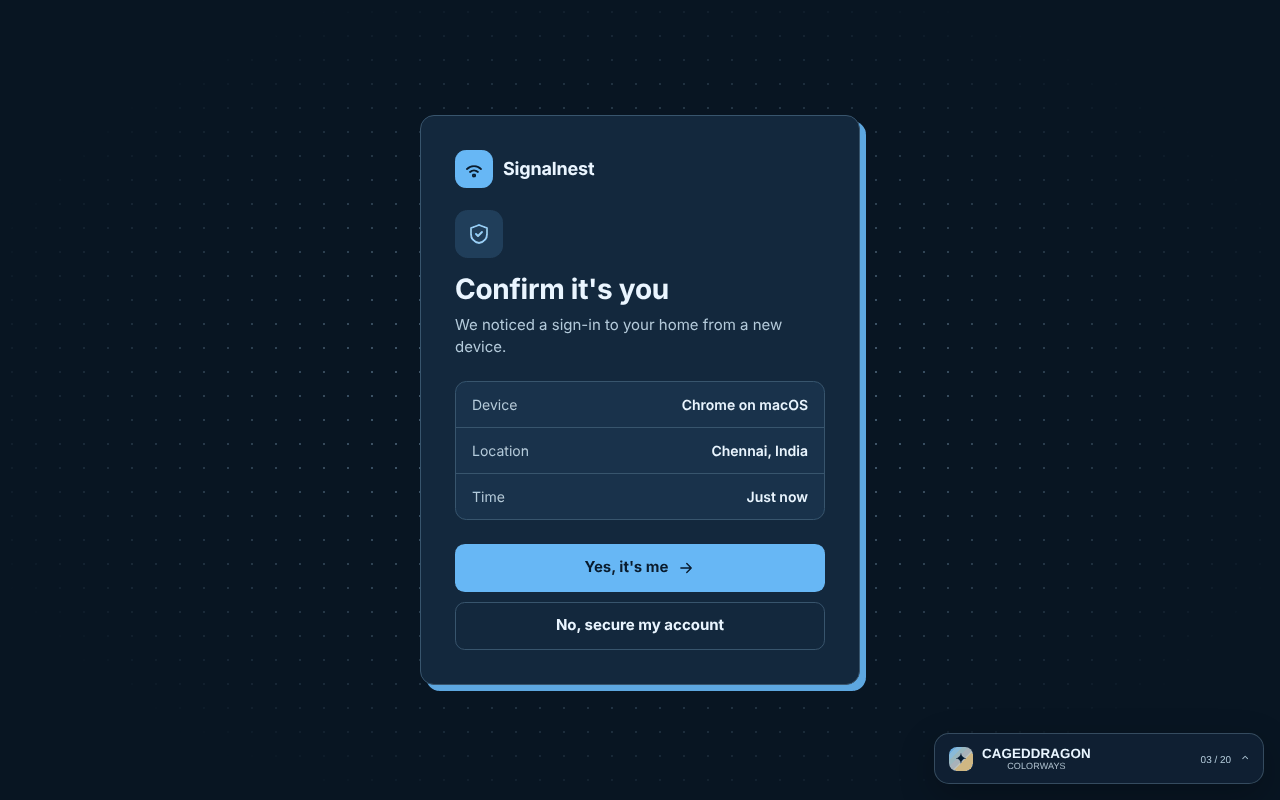 Signalnest
Confirm it's you
We noticed a sign-in to your home from a new
device.
Device Chrome on macOS
Location Chennai, India
Time Just now
Yes, it's me
No, secure my account
CAGEDDRAGON
COLORWAYS
03 / 20